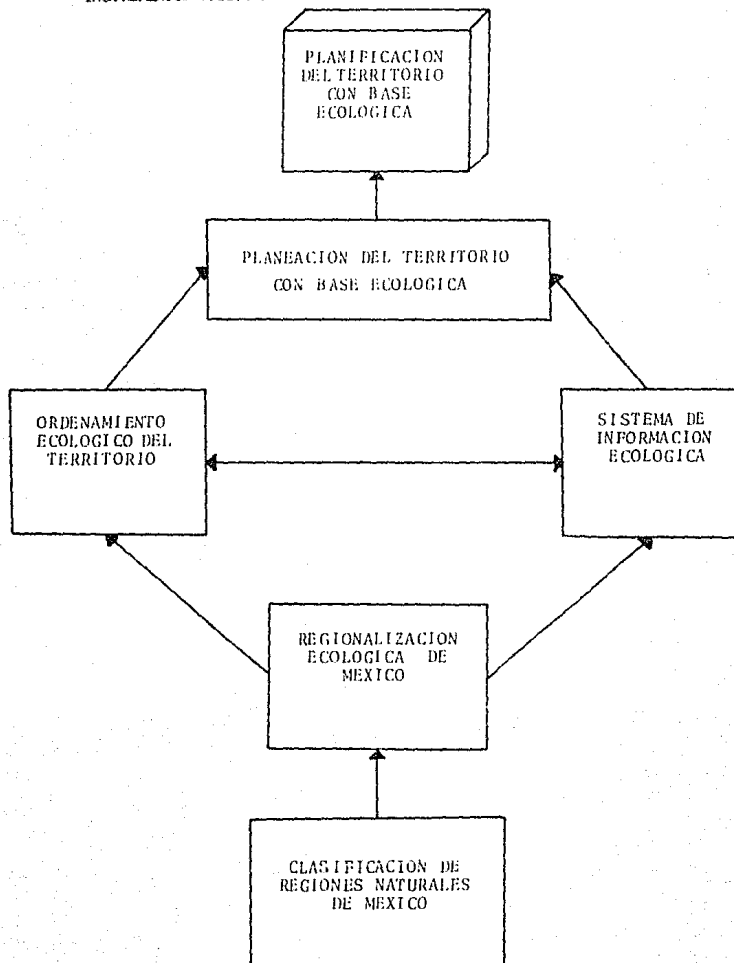 PLANIFICACION
DEL TERRITORIO
CON BASE
ECOLOGICA
PLANEACION DEL TERRITORIO
CON BASE ECOLOGICA
ORDENAMIENTO
ECOLOGICO DEL
TERRITORIO
SISTEMA DE
INFORMACION
ECOLOGICA
REGIONALIZACION
ECOLOGICA DE
MEXICO
CLASIFICACION DE
REGIONES NATURALES
DE MEXICO